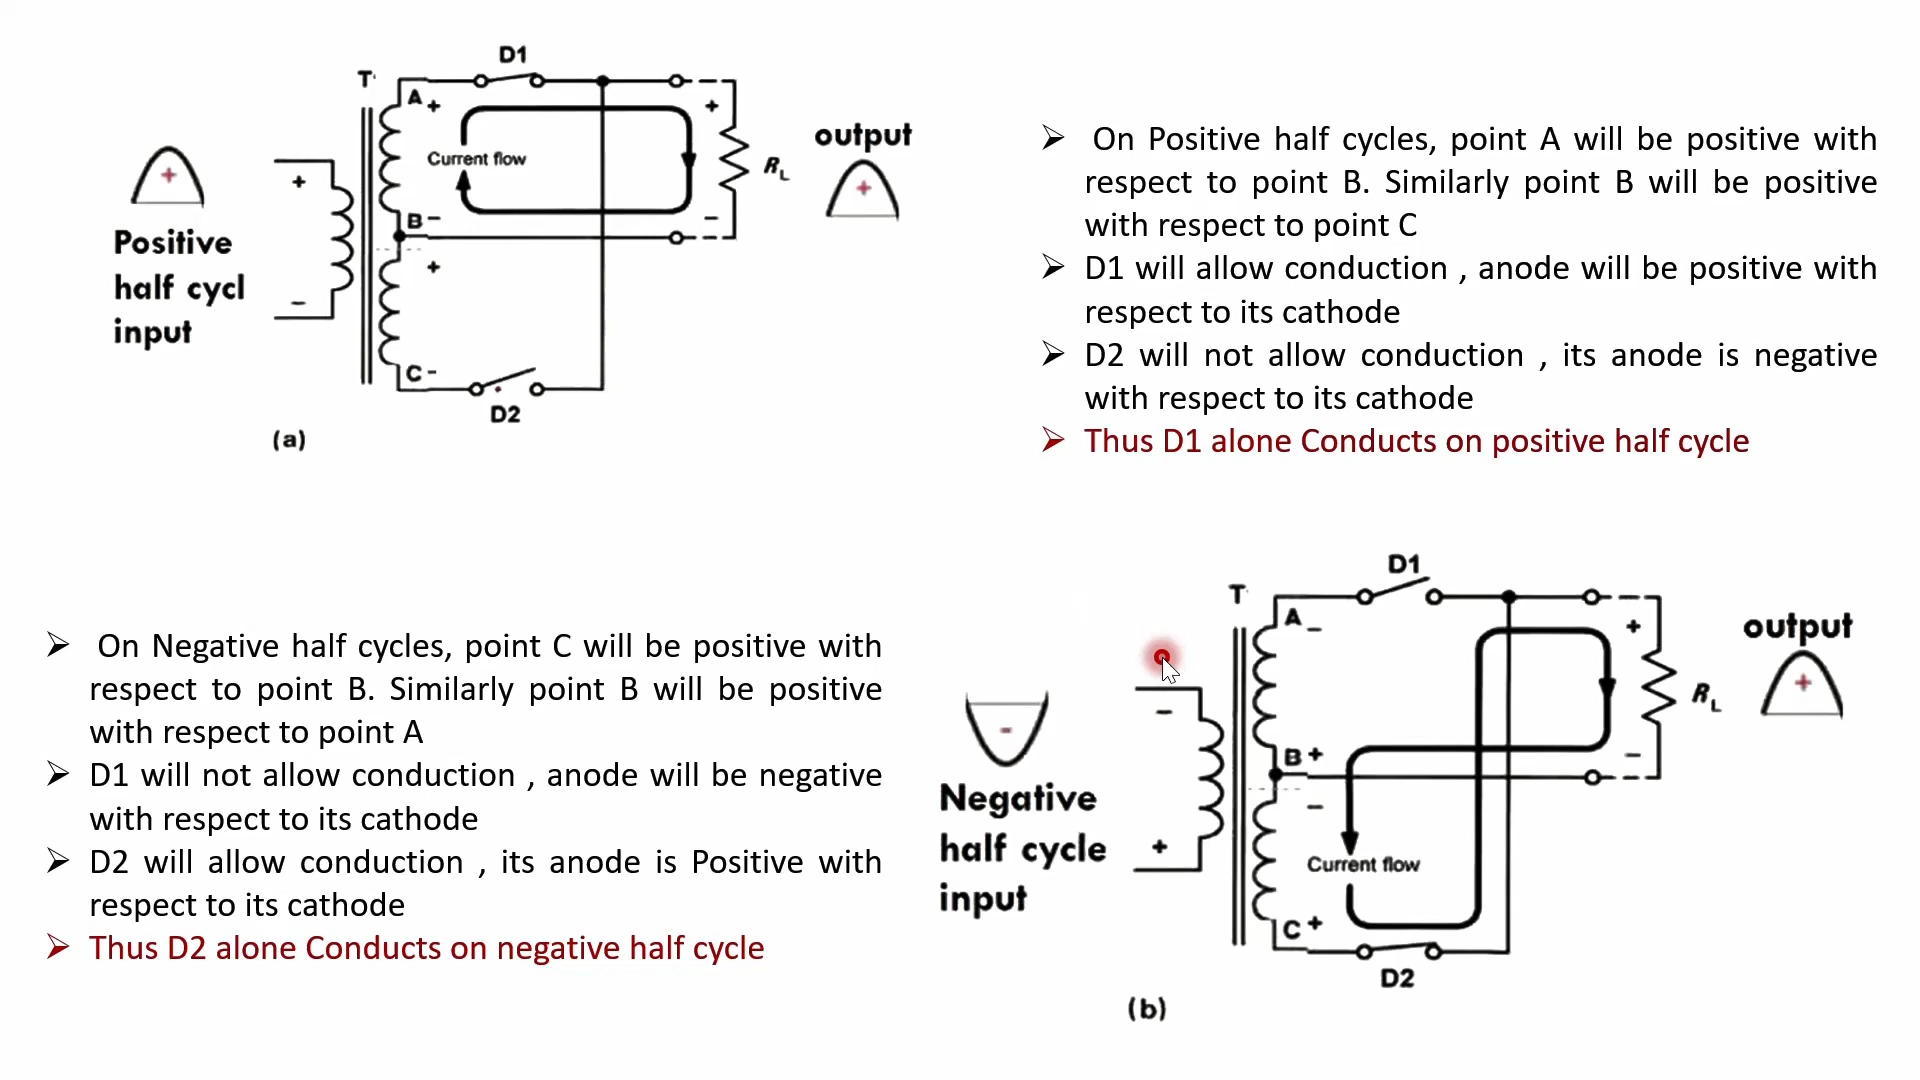 D1
T
A +
+
output
Current flow
RL
+
+
+
Positive
half cycl
input
B -
-
+
-
C -
D2
(a)
➢ On Positive half cycles, point A will be positive with
respect to point B. Similarly point B will be positive
with respect to point C
➢ D1 will allow conduction , anode will be positive with
respect to its cathode
➢ D2 will not allow conduction , its anode is negative
with respect to its cathode
➢ Thus D1 alone Conducts on positive half cycle
➢ On Negative half cycles, point C will be positive with
respect to point B. Similarly point B will be positive
with respect to point A
➢ D1 will not allow conduction , anode will be negative
with respect to its cathode
➢ D2 will allow conduction , its anode is Positive with
respect to its cathode
➢ Thus D2 alone Conducts on negative half cycle
D1
T
A -
+
output
+
RL
-
-
B +
-
-
Negative
half cycle
input
+
Current flow
C +
D2
(b)